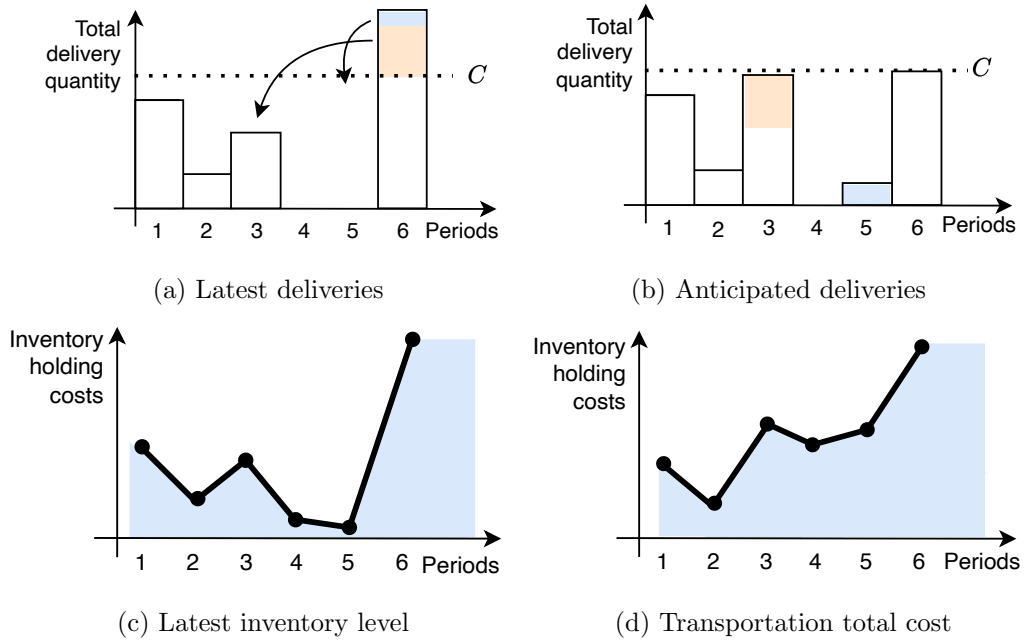 Total
delivery
quantity
C
1 2 3 4 5 6 Periods
(a) Latest deliveries
Total
delivery
quantity
C
1 2 3 4 5 6 Periods
(b) Anticipated deliveries
Inventory
holding
costs
1 2 3 4 5 6 Periods
(c) Latest inventory level
Inventory
holding
costs
1 2 3 4 5 6 Periods
(d) Transportation total cost